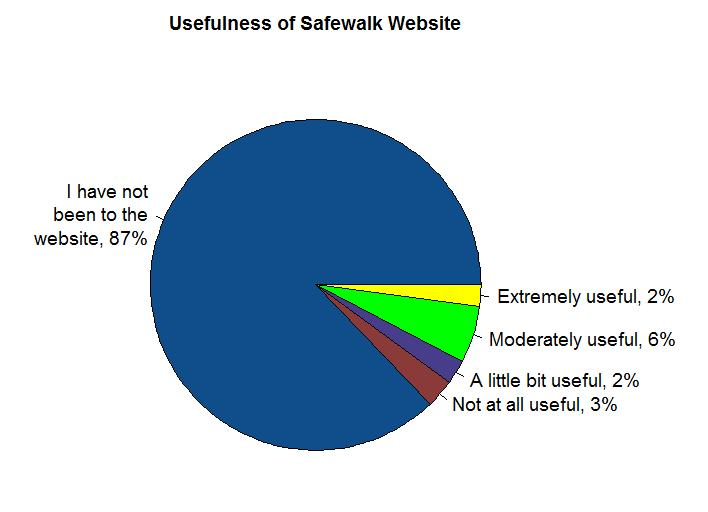 Usefulness of Safewalk Website
I have not
been to the
website, 87%
Extremely useful, 2%
Moderately useful, 6%
A little bit useful, 2%
Not at all useful, 3%